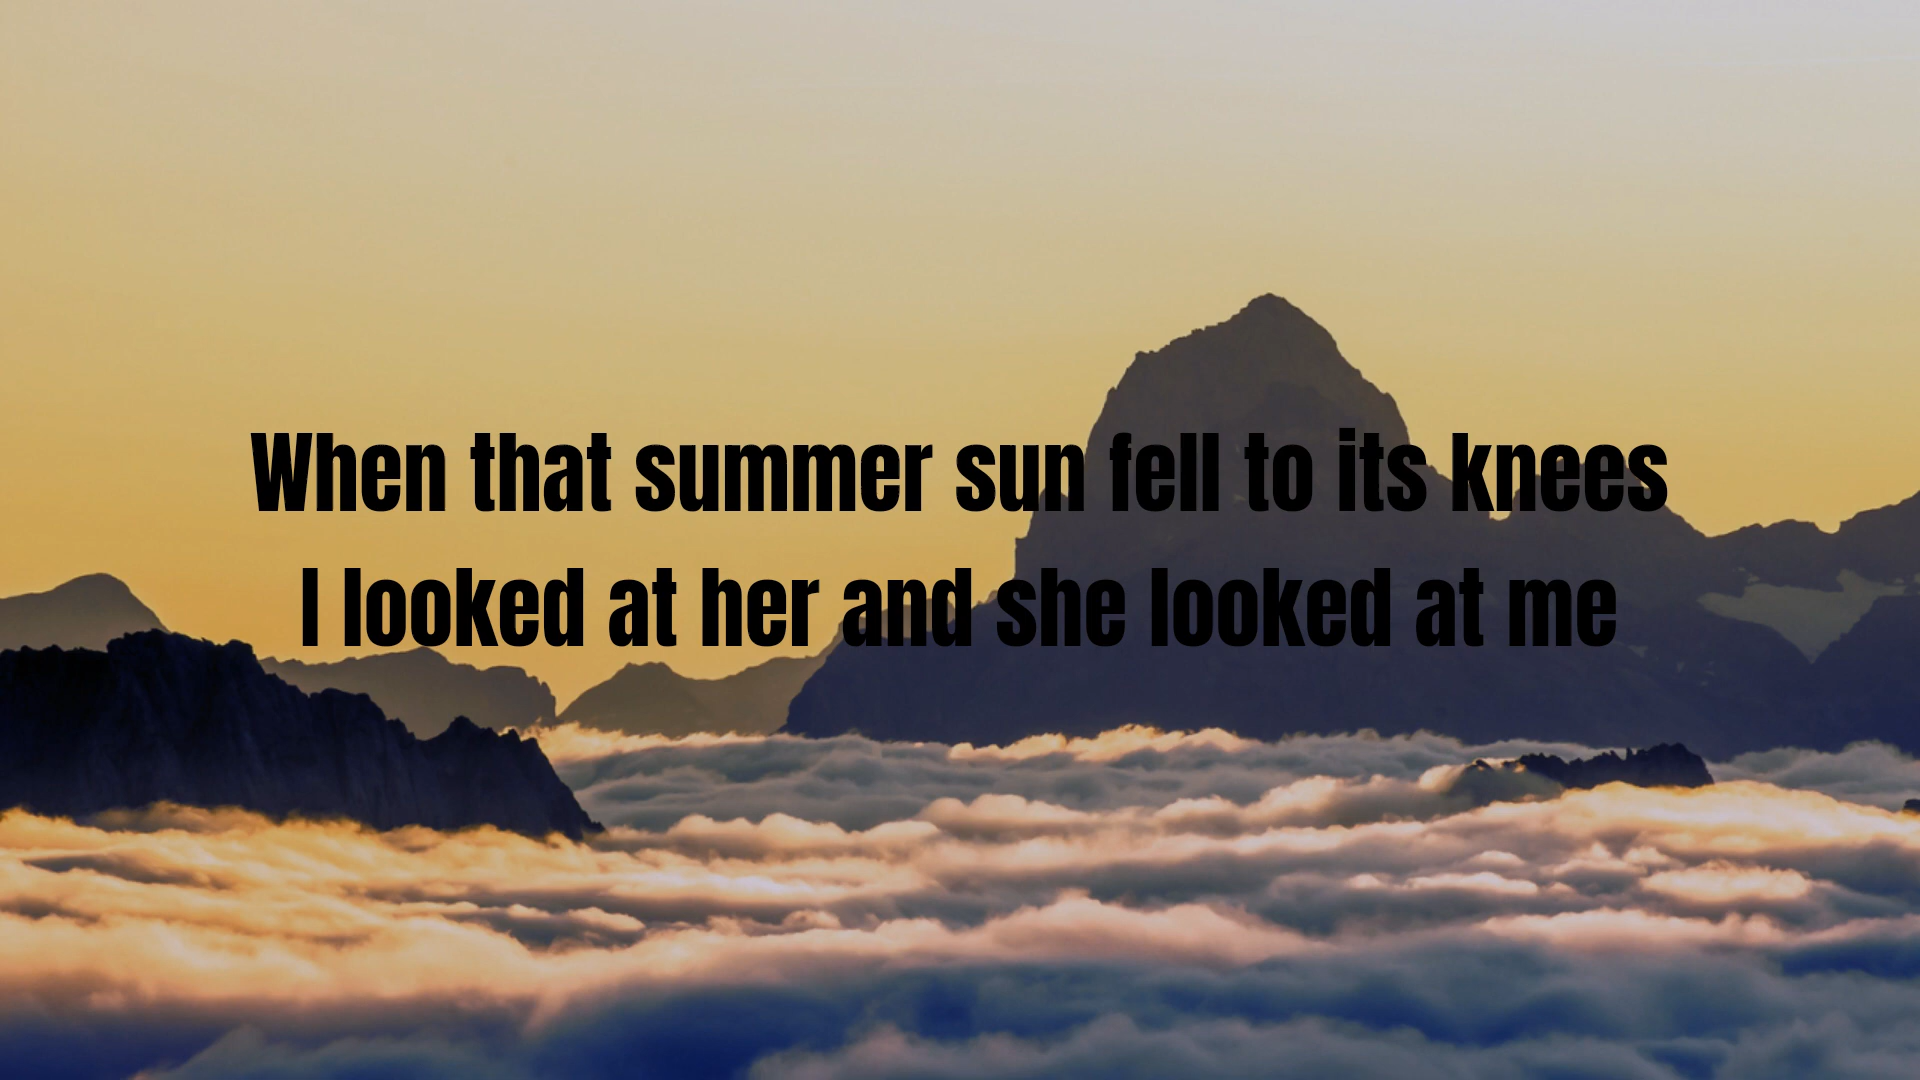 When that summer sun fell to its knees
I looked at her and she looked at me